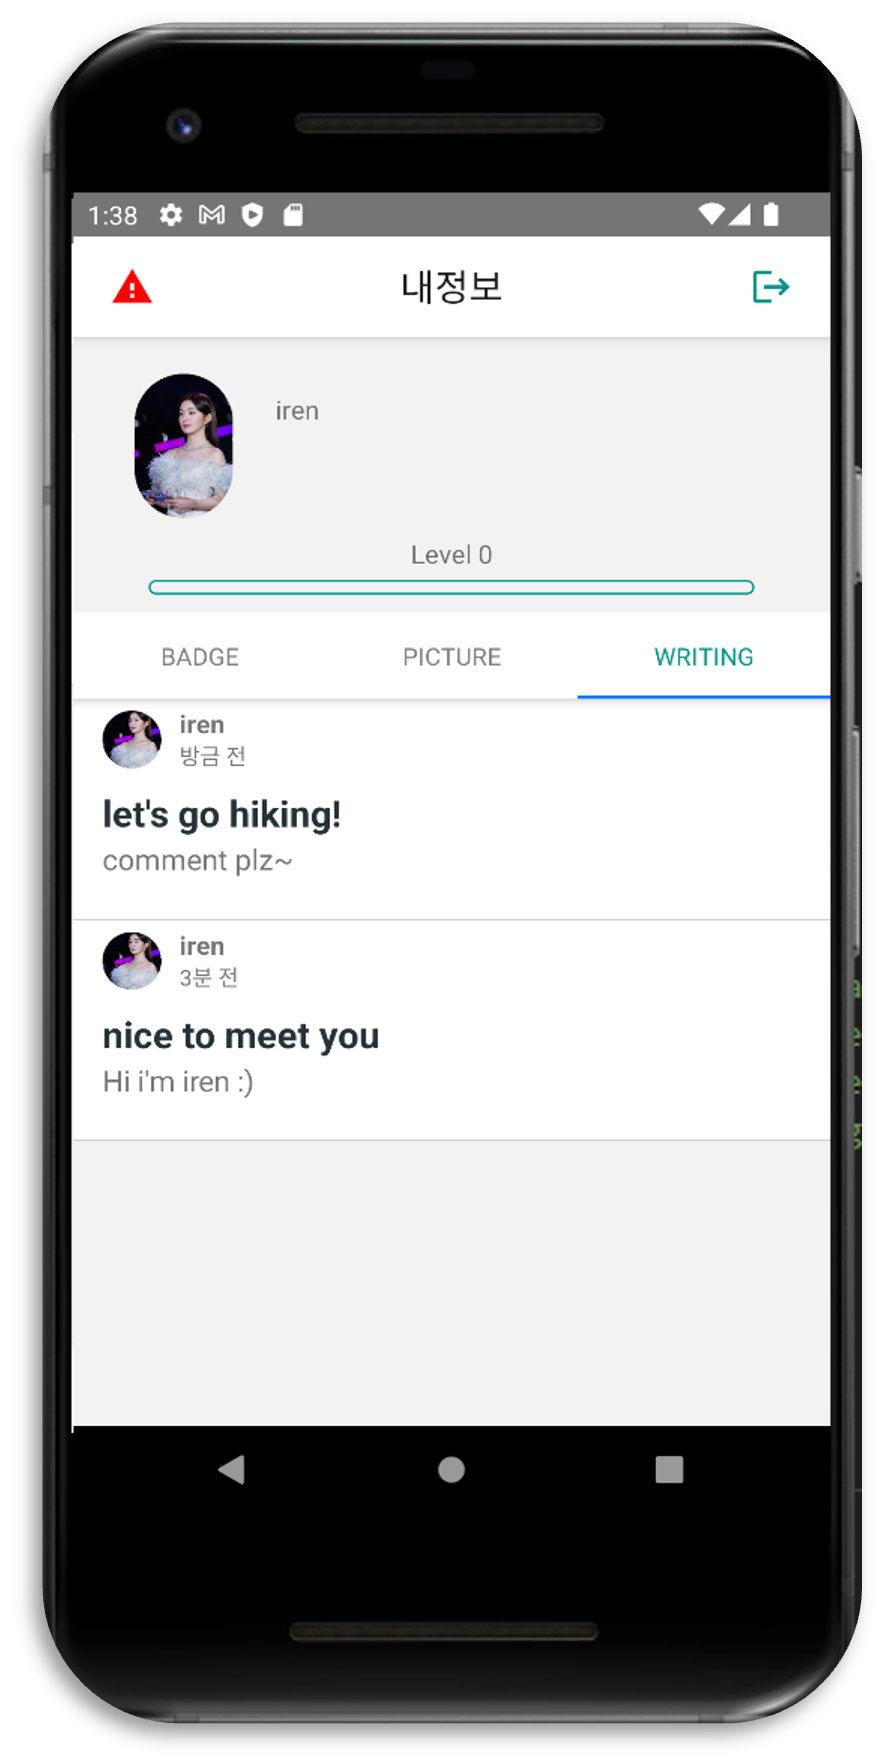 1:38
내정보
iren
Level 0
BADGE PICTURE WRITING
iren
방금 전
let's go hiking!
comment plz~
iren
3분 전
nice to meet you
Hi i'm iren :)